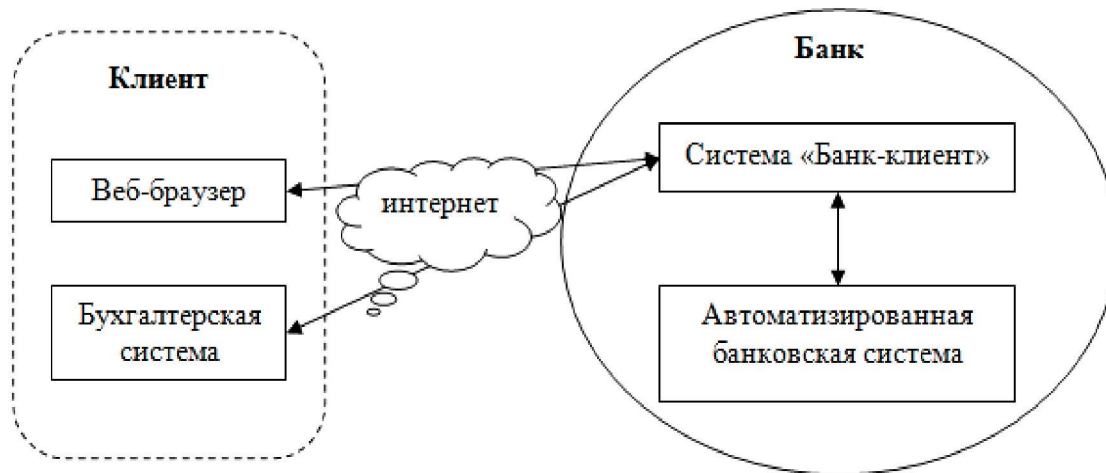 Клиент
Веб-браузер
Бухгалтерская
система
интернет
Банк
Система «Банк-клиент»
Автоматизированная
банковская система